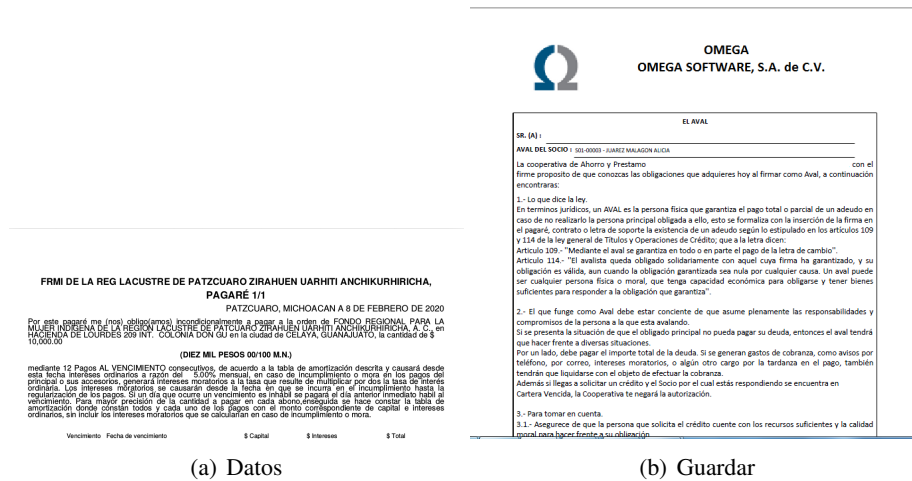 FRMI DE LA REG LACUSTRE DE PATZCUARO ZIRAHUEN UARHITI ANCHIKURHIRICHA,
PAGARÉ 1/1
PATZCUARO, MICHOACAN A 8 DE FEBRERO DE 2020
Por este pagaré me (nos) obligo(amos) incondicionalmente a pagar a la orden de FONDO REGIONAL PARA LA
MUJER INDIGENA DE LA REGION LACUSTRE DE PATCUARO ZIRAHUEN UARHITI ANCHIKURHIRICHA, A. C., en
HACIENDA DE LOURDES 209 INT. COLONIA DON GU en la ciudad de CELAYA, GUANAJUATO, la cantidad de $
10,000.00
(DIEZ MIL PESOS 00/100 M.N.)
mediante 12 Pagos AL VENCIMIENTO consecutivos, de acuerdo a la tabla de amortización descrita y causará desde
esta fecha intereses ordinarios a razón del 5.00% mensual, en caso de incumplimiento o mora en los pagos del
principal o sus accesorios, generará intereses moratorios a la tasa que resulte de multiplicar por dos la tasa de interés
ordinaria. Los intereses moratorios se causarán desde la fecha en que se incurra en el incumplimiento hasta la
regularización de los pagos. Si un día que ocurre un vencimiento es inhábil se pagará el día anterior inmediato habil al
vencimiento. Para mayor precisión de la cantidad a pagar en cada abono,enseguida se hace constar la tabla de
amortización donde constan todos y cada uno de los pagos con el monto correspondiente de capital e intereses
ordinarios, sin incluir los intereses moratorios que se calcularían en caso de incumplimiento o mora.
Vencimiento Fecha de vencimiento $ Capital $ Intereses $ Total
(a) Datos
OMEGA
OMEGA SOFTWARE, S.A. de C.V.
EL AVAL
SR. (A) :
AVAL DEL SOCIO : 501-00003 - JUAREZ MALAGON ALICIA
La cooperativa de Ahorro y Prestamo con el
firme proposito de que conozcas las obligaciones que adquieres hoy al firmar como Aval, a continuación
encontraras:
1.- Lo que dice la ley.
En terminos jurídicos, un AVAL es la persona física que garantiza el pago total o parcial de un adeudo en
caso de no realizarlo la persona principal obligada a ello, esto se formaliza con la inserción de la firma en
el pagaré, contrato o letra de soporte la existencia de un adeudo según lo estipulado en los artículos 109
y 114 de la ley general de Títulos y Operaciones de Crédito; que a la letra dicen:
Articulo 109.- "Mediante el aval se garantiza en todo o en parte el pago de la letra de cambio".
Articulo 114.- "El avalista queda obligado solidariamente con aquel cuya firma ha garantizado, y su
obligación es válida, aun cuando la obligación garantizada sea nula por cualquier causa. Un aval puede
ser cualquier persona física o moral, que tenga capacidad económica para obligarse y tener bienes
suficientes para responder a la obligación que garantiza".
2.- El que funge como Aval debe estar conciente de que asume plenamente las responsabilidades y
compromisos de la persona a la que esta avalando.
Si se presenta la situación de que el obligado principal no pueda pagar su deuda, entonces el aval tendrá
que hacer frente a diversas situaciones.
Por un lado, debe pagar el importe total de la deuda. Si se generan gastos de cobranza, como avisos por
teléfono, por correo, intereses moratorios, o algún otro cargo por la tardanza en el pago, también
tendrán que liquidarse con el objeto de efectuar la cobranza.
Además si llegas a solicitar un crédito y el Socio por el cual estás respondiendo se encuentra en
Cartera Vencida, la Cooperativa te negará la autorización.
3.- Para tomar en cuenta.
3.1.- Asegurece de que la persona que solicita el crédito cuente con los recursos suficientes y la calidad
moral para hacer frente a su obligación.
(b) Guardar